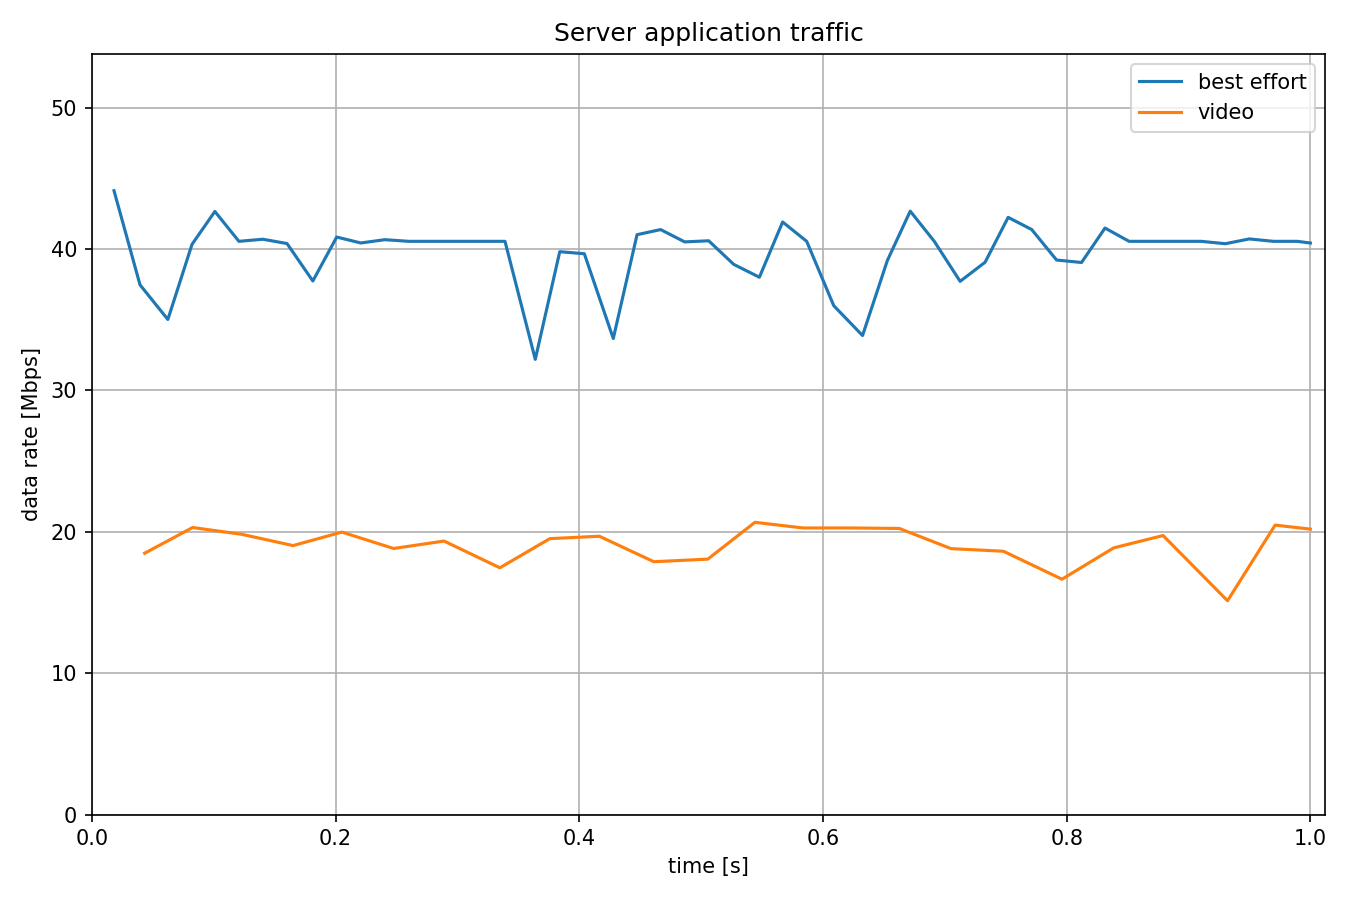 Server application traffic
best effort
video
data rate [Mbps]
50
40
30
20
10
0
0.0 0.2 0.4 0.6 0.8 1.0
time [s]